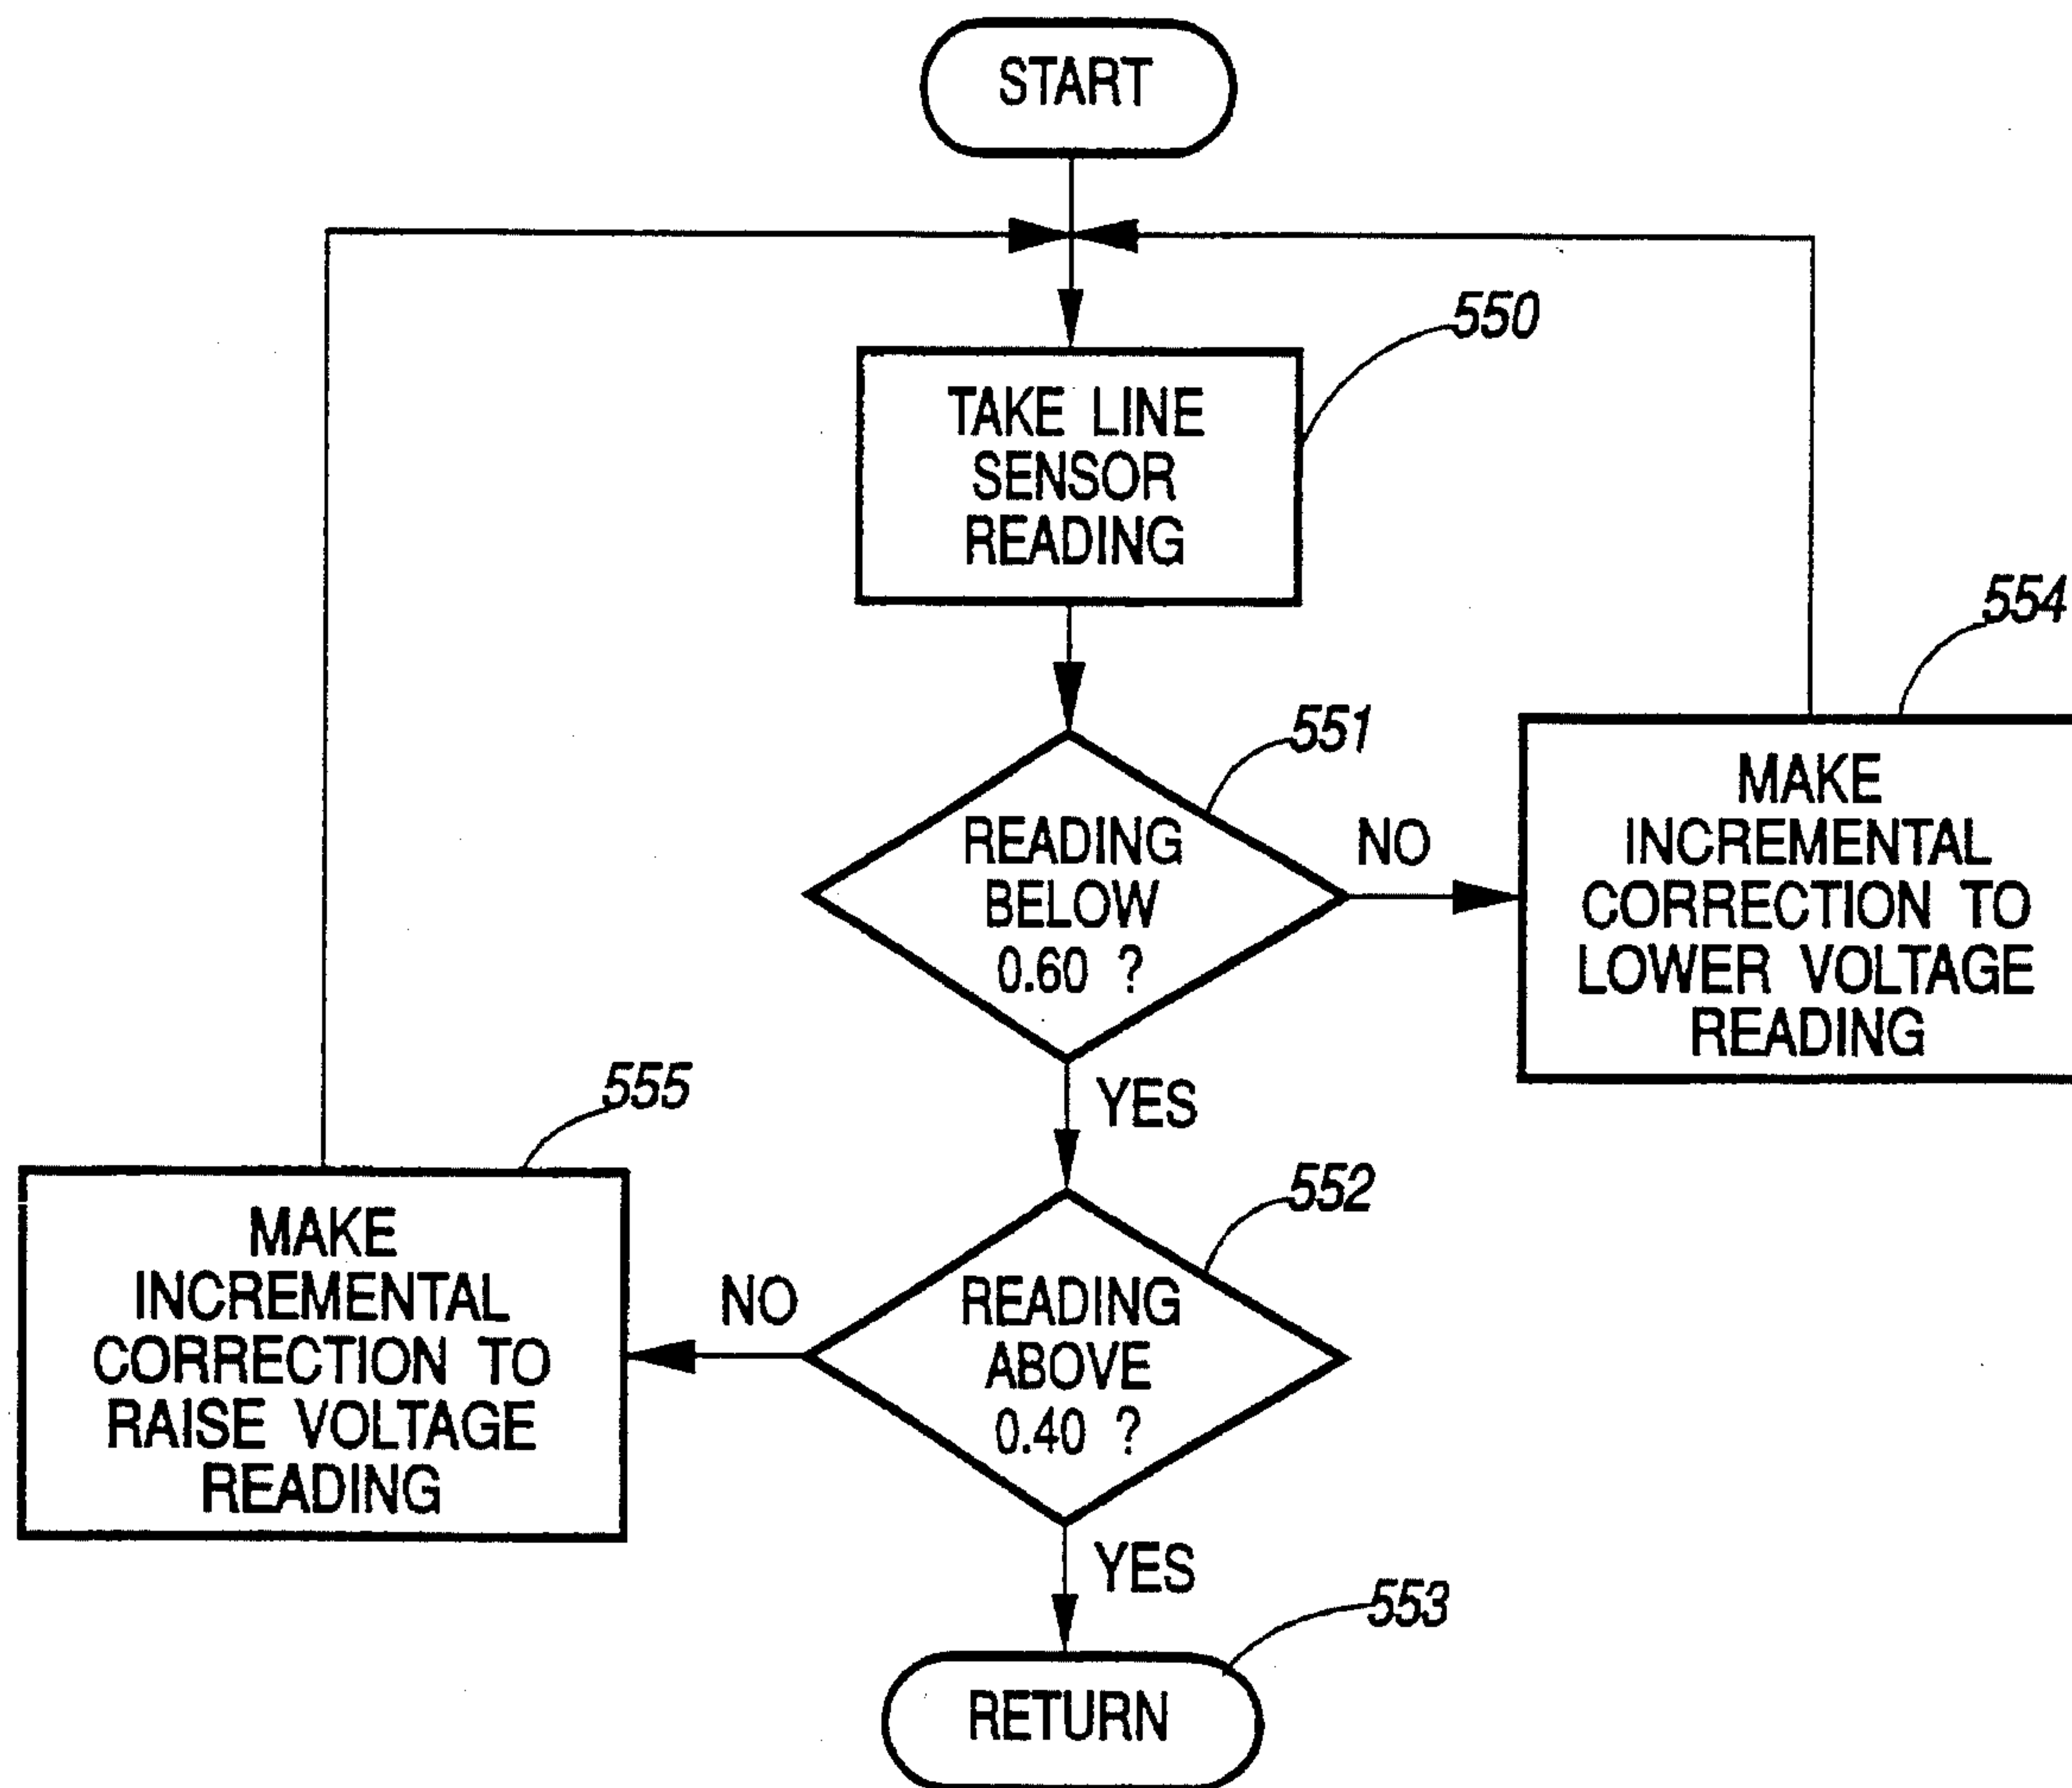 START
550
TAKE LINE
SENSOR
READING
554
551
READING
BELOW
0.60 ?
NO
MAKE
INCREMENTAL
CORRECTION TO
LOWER VOLTAGE
READING
YES
555
552
MAKE
INCREMENTAL
CORRECTION TO
RAISE VOLTAGE
READING
NO
READING
ABOVE
0.40 ?
YES
553
RETURN